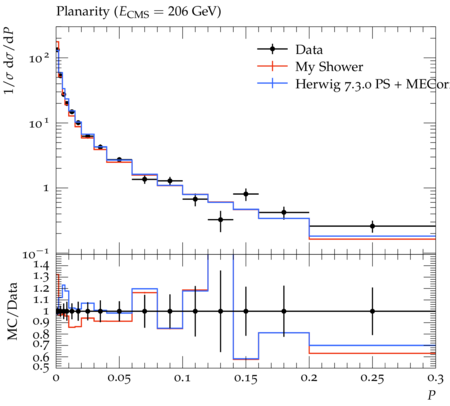 Planarity (E_CMS = 206 GeV)
1/σ dσ/dP
Data
My Shower
Herwig 7.3.0 PS + MECor
10²
10¹
1
10⁻¹
MC/Data
1.4
1.3
1.2
1.1
1
0.9
0.8
0.7
0.6
0.5
0 0.05 0.1 0.15 0.2 0.25 0.3
P